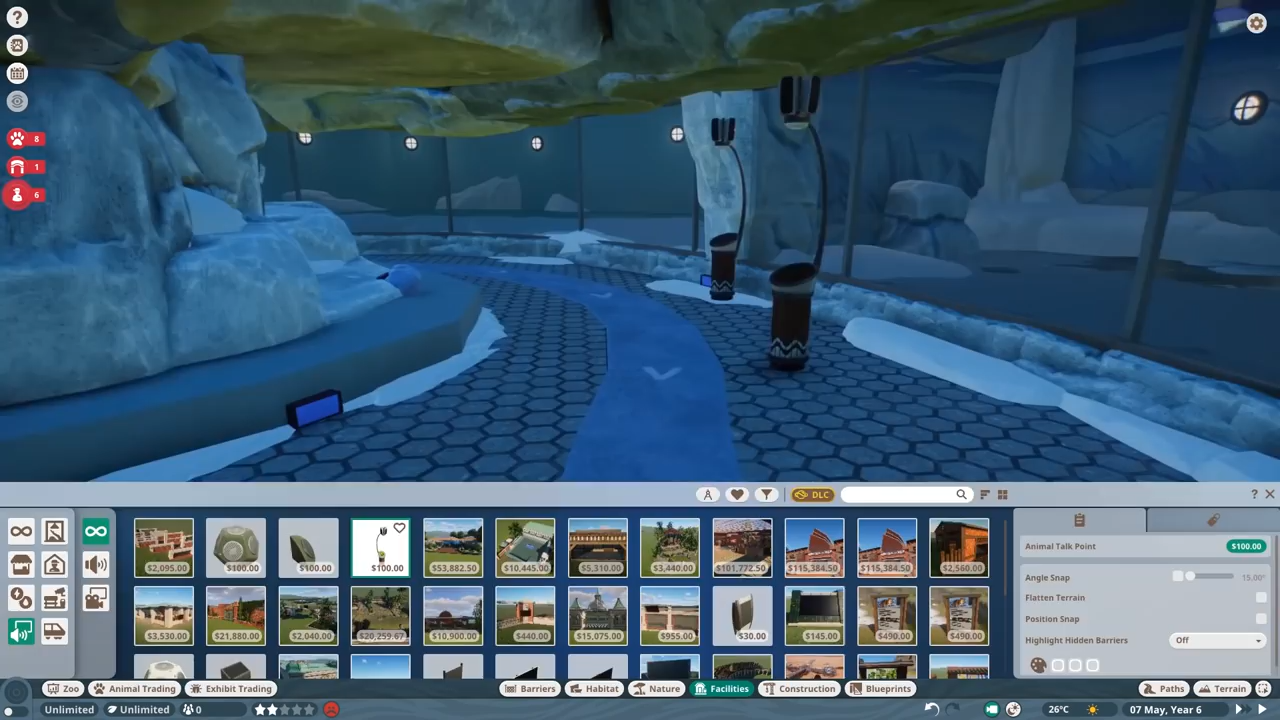 ?
8
1
6
DLC
?
$2,095.00
$100.00
$100.00
$100.00
$53,882.50
$10,445.00
$5,310.00
$3,440.00
$101,772.50
$115,384.50
$115,384.50
$2,560.00
$3,530.00
$21,880.00
$2,040.00
$20,259.67
$10,900.00
$440.00
$15,075.00
$955.00
$30.00
$145.00
$490.00
$490.00
Animal Talk Point
$100.00
Angle Snap
15.00°
Flatten Terrain
Position Snap
Highlight Hidden Barriers
Off
Zoo
Animal Trading
Exhibit Trading
Barriers
Habitat
Nature
Facilities
Construction
Blueprints
Paths
Terrain
Unlimited
Unlimited
0
26°C
07 May, Year 6